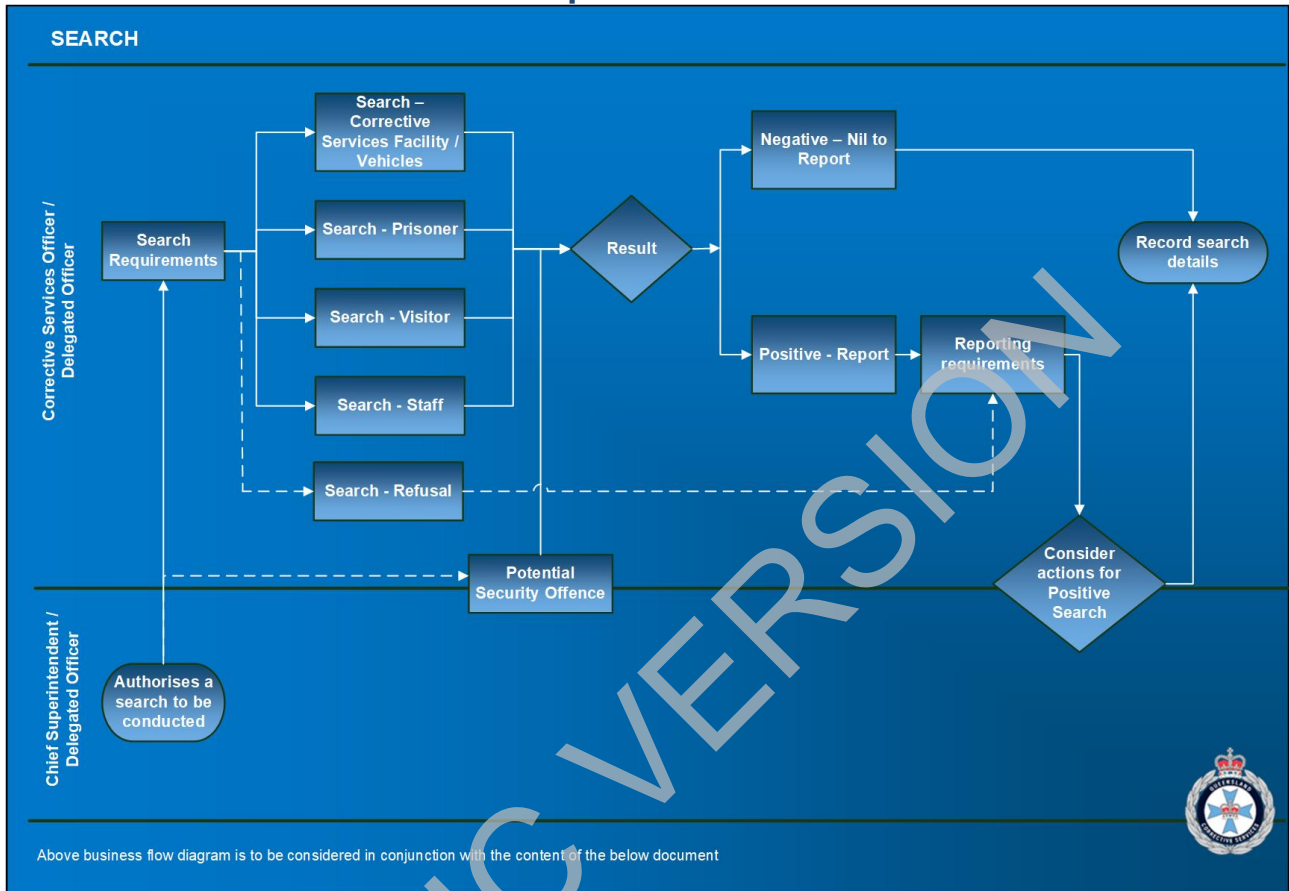 SEARCH
Corrective Services Officer /
Delegated Officer
Search
Requirements
Search –
Corrective
Services Facility /
Vehicles
Search - Prisoner
Search - Visitor
Search - Staff
Search - Refusal
Potential
Security Offence
Result
Negative – Nil to
Report
Positive - Report
Reporting
requirements
Record search
details
Consider
actions for
Positive
Search
Chief Superintendent /
Delegated Officer
Authorises a
search to be
conducted
QUEENSLAND
CORRECTIVE SERVICES
Above business flow diagram is to be considered in conjunction with the content of the below document
C VERSION